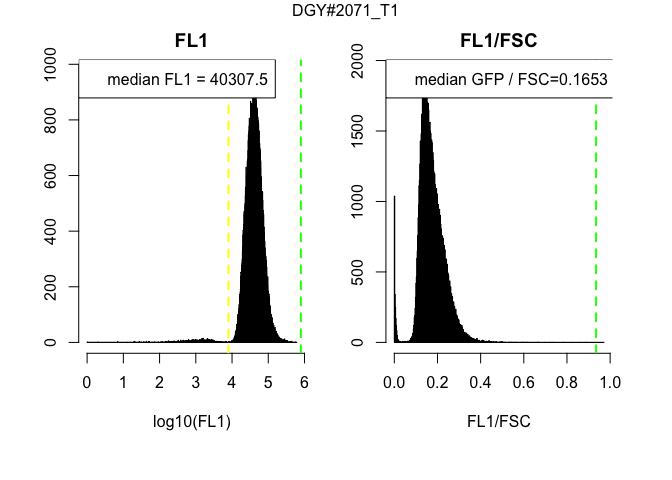 DGY#2071_T1
FL1
median FL1 = 40307.5
1000
800
600
400
200
0
0 1 2 3 4 5 6
log10(FL1)
FL1/FSC
median GFP / FSC=0.1653
2000
1500
1000
500
0
0.0 0.2 0.4 0.6 0.8 1.0
FL1/FSC